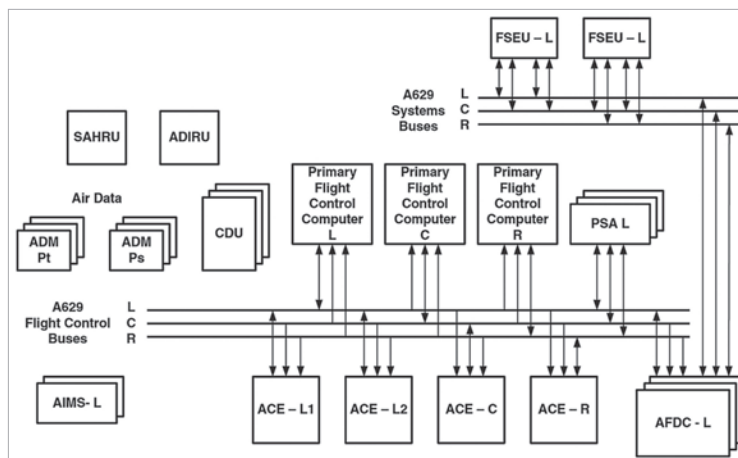 FSEU – L
FSEU – L
A629 L
Systems C
Buses R
SAHRU
ADIRU
Air Data
ADM
Pt
ADM
Ps
CDU
Primary
Flight
Control
Computer
L
Primary
Flight
Control
Computer
C
Primary
Flight
Control
Computer
R
PSA L
A629 L
Flight Control C
Buses R
AIMS- L
ACE – L1
ACE – L2
ACE – C
ACE – R
AFDC - L